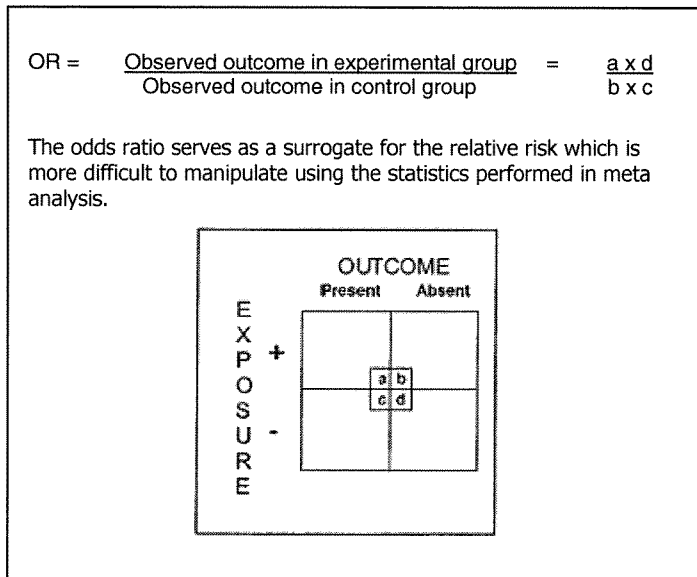 OR = Observed outcome in experimental group = a x d
Observed outcome in control group b x c
The odds ratio serves as a surrogate for the relative risk which is
more difficult to manipulate using the statistics performed in meta
analysis.
OUTCOME
Present Absent
E
X
P
O
S
U
R
E
+
-
a b
c d